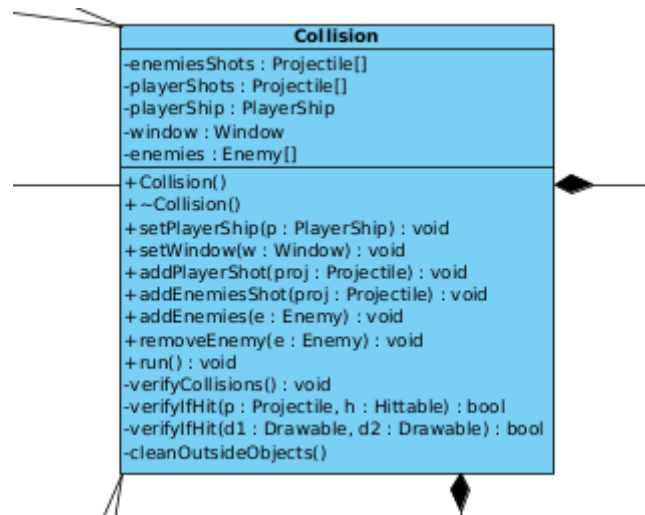 Collision
-enemiesShots : Projectile[]
-playerShots : Projectile[]
-playerShip : PlayerShip
-window : Window
-enemies : Enemy[]
+Collision()
+~Collision()
+setPlayerShip(p : PlayerShip) : void
+setWindow(w : Window) : void
+addPlayerShot(proj : Projectile) : void
+addEnemiesShot(proj : Projectile) : void
+addEnemies(e : Enemy) : void
+removeEnemy(e : Enemy) : void
+run() : void
-verifyCollisions() : void
-verifyIfHit(p : Projectile, h : Hittable) : bool
-verifyIfHit(d1 : Drawable, d2 : Drawable) : bool
-cleanOutsideObjects()